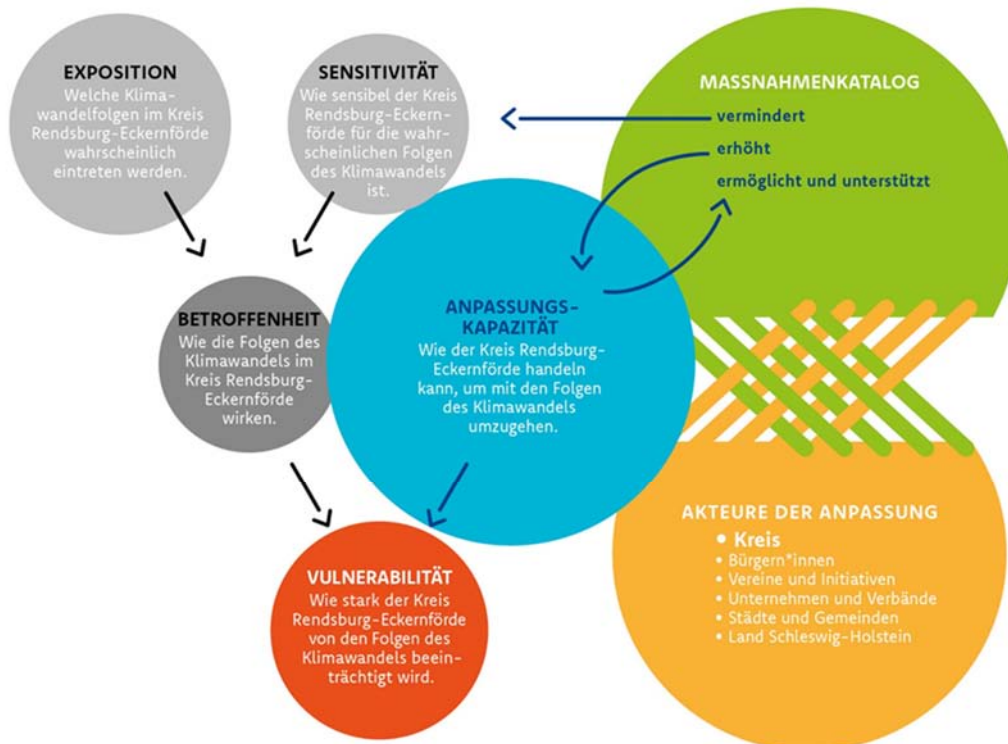 EXPOSITION
Welche Klima-
wandelfolgen im Kreis
Rendsburg-Eckernförde
wahrscheinlich
eintreten werden.
SENSITIVITÄT
Wie sensibel der Kreis
Rendsburg-Eckern-
förde für die wahr-
scheinlichen Folgen
des Klimawandels
ist.
MASSNAHMENKATALOG
vermindert
erhöht
ermöglicht und unterstützt
BETROFFENHEIT
Wie die Folgen des
Klimawandels im
Kreis Rendsburg-
Eckernförde
wirken.
ANPASSUNGS-
KAPAZITÄT
Wie der Kreis Rendsburg-
Eckernförde handeln
kann, um mit den Folgen
des Klimawandels
umzugehen.
VULNERABILITÄT
Wie stark der Kreis
Rendsburg-Eckernförde
von den Folgen des
Klimawandels beein-
trächtigt wird.
AKTEURE DER ANPASSUNG
• Kreis
• Bürgern*innen
• Vereine und Initiativen
• Unternehmen und Verbände
• Städte und Gemeinden
• Land Schleswig-Holstein